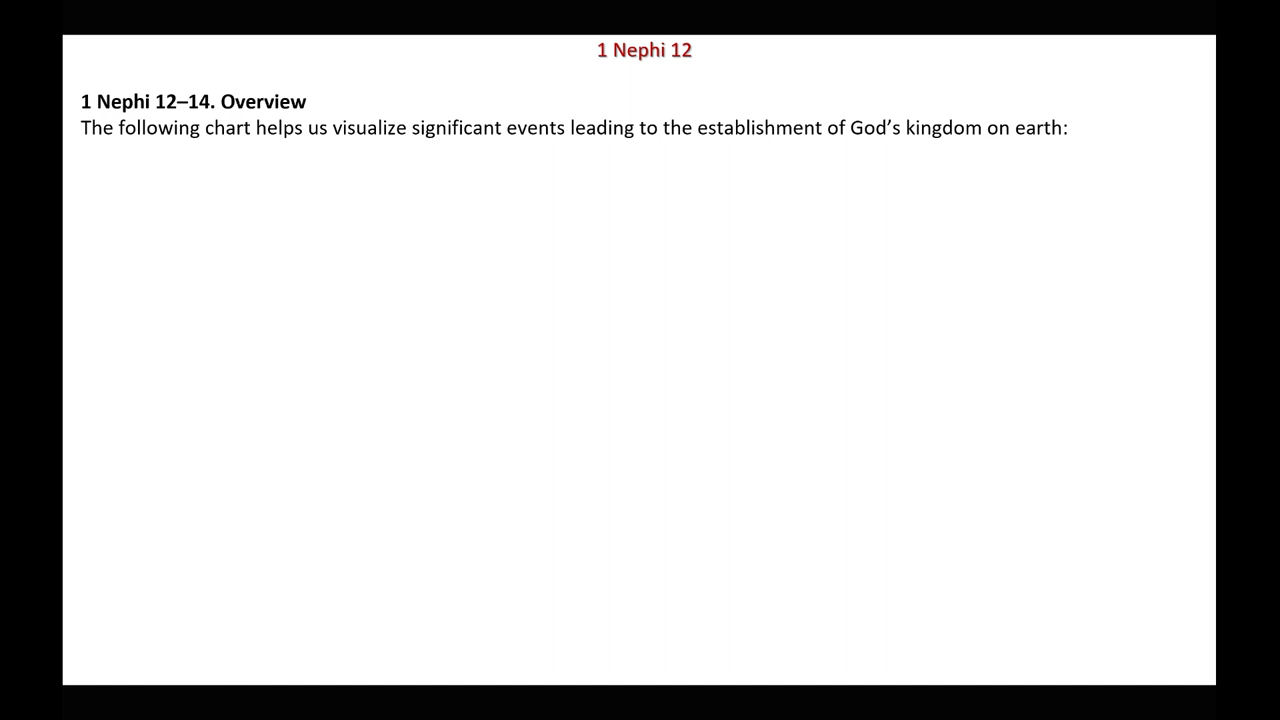 1 Nephi 12
1 Nephi 12–14. Overview
The following chart helps us visualize significant events leading to the establishment of God’s kingdom on earth: